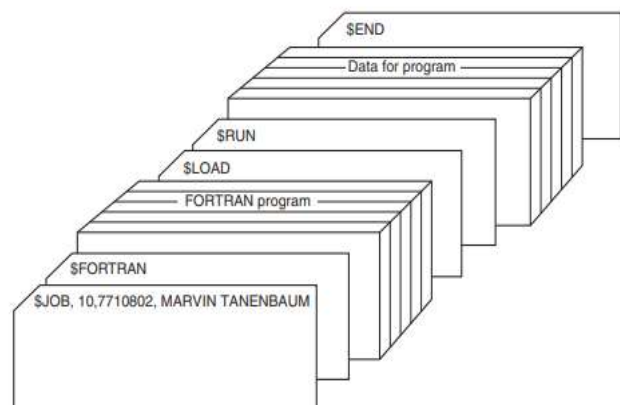 $END
Data for program
$RUN
$LOAD
FORTRAN program
$FORTRAN
$JOB, 10,7710802, MARVIN TANENBAUM